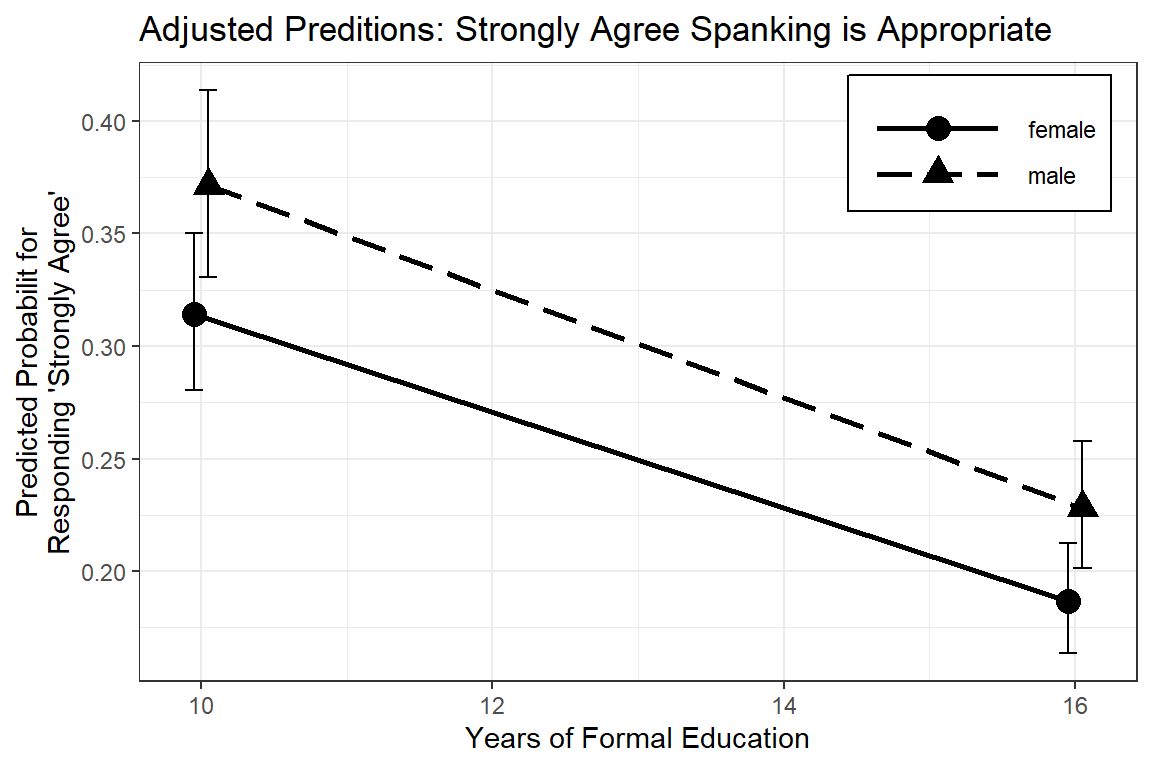 Adjusted Preditions: Strongly Agree Spanking is Appropriate
Predicted Probabilit for
Responding 'Strongly Agree'
0.40
0.35
0.30
0.25
0.20
female
male
10
12
14
16
Years of Formal Education